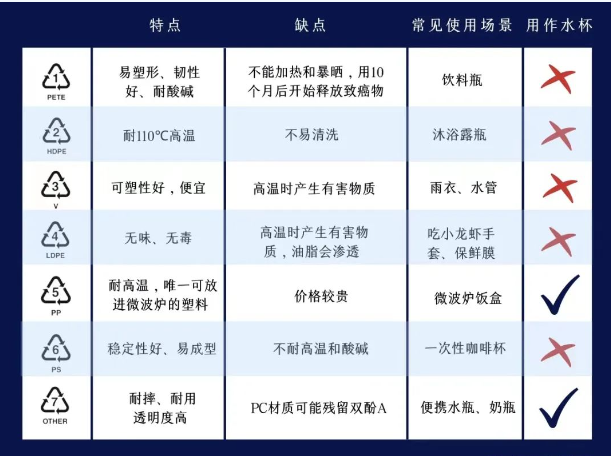 特点 缺点 常见使用场景 用作水杯
1 PETE
易塑形、韧性
好、耐酸碱
不能加热和暴晒，用10
个月后开始释放致癌物
饮料瓶
2 HDPE
耐110℃高温
不易清洗
沐浴露瓶
3 V
可塑性好，便宜
高温时产生有害物质
雨衣、水管
4 LDPE
无味、无毒
高温时产生有害物
质，油脂会渗透
吃小龙虾手
套、保鲜膜
5 PP
耐高温，唯一可放
进微波炉的塑料
价格较贵
微波炉饭盒
6 PS
稳定性好、易成型
不耐高温和酸碱
一次性咖啡杯
7 OTHER
耐摔、耐用
透明度高
PC材质可能残留双酚A
便携水瓶、奶瓶